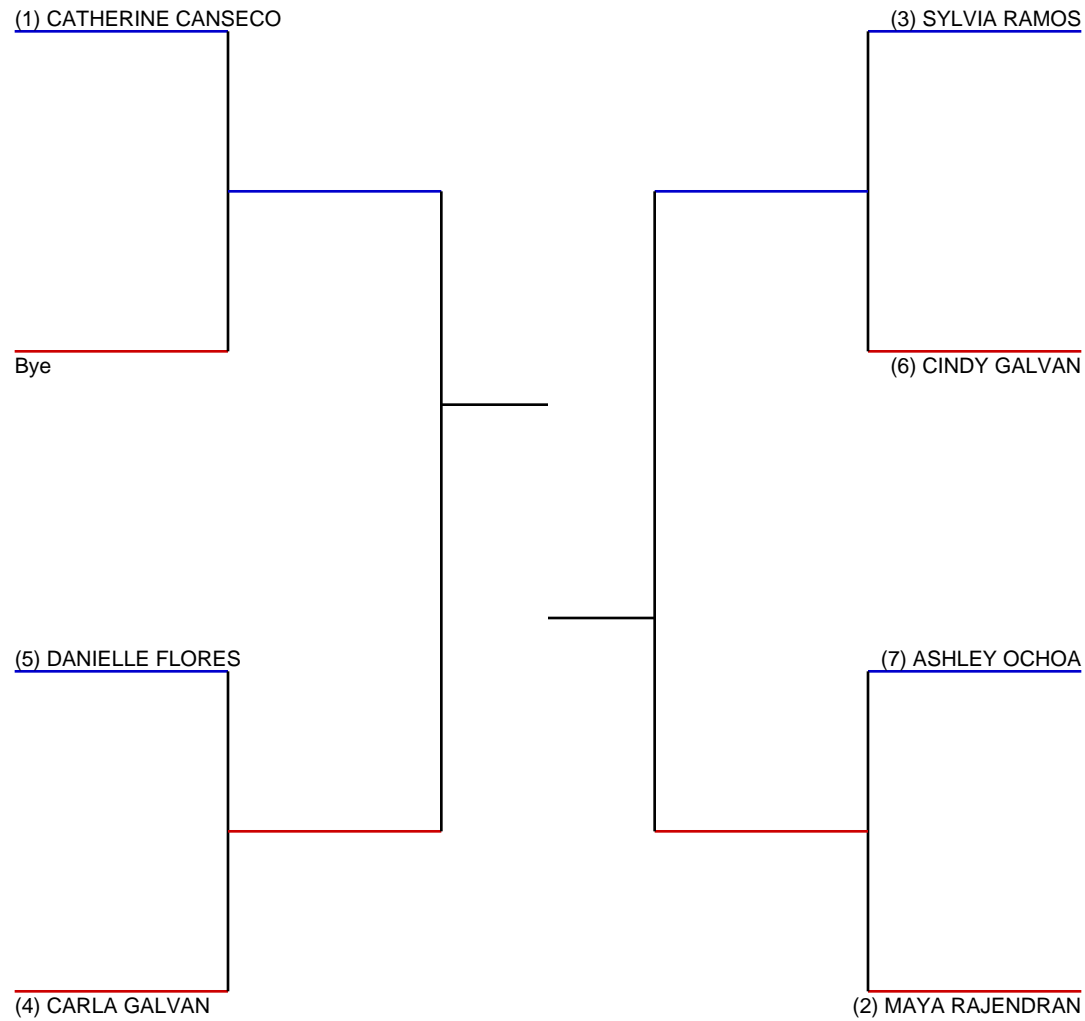 (1) CATHERINE CANSECO
(3) SYLVIA RAMOS
Bye
(6) CINDY GALVAN
(5) DANIELLE FLORES
(7) ASHLEY OCHOA
(4) CARLA GALVAN
(2) MAYA RAJENDRAN